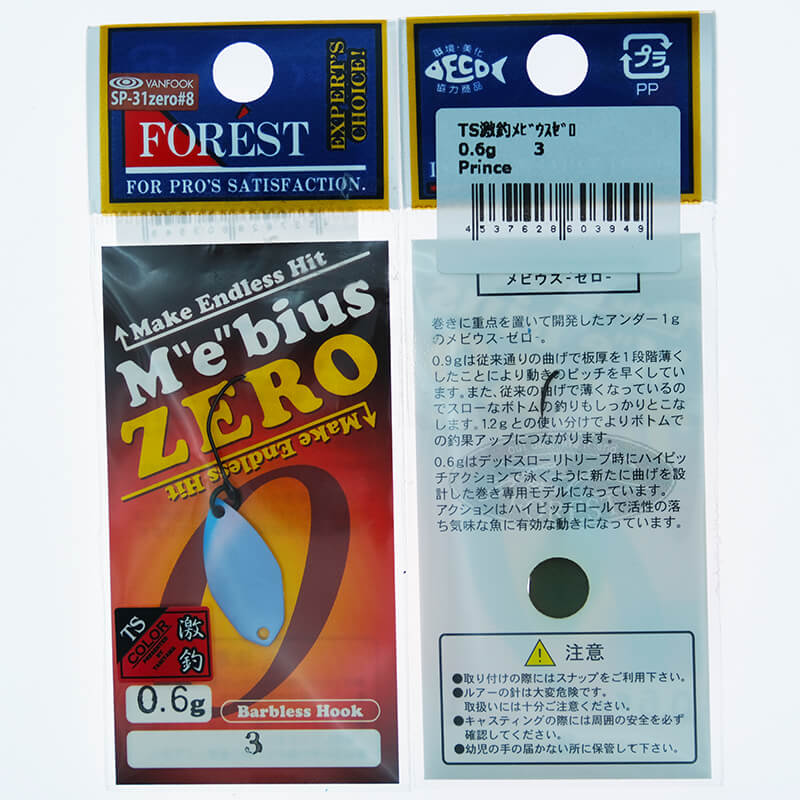 VANFOOK
SP-31zero#8
EXPERT'S
CHOICE!
FORÉST
FOR PRO'S SATISFACTION.
Make Endless Hit
M"e"bius
ZERO
Make Endless Hit
TS
COLOR
激釣
0.6g
Barbless Hook
3
環境・美化
ECO
協力商品
プラ
PP
TS激釣ﾒﾋﾞｳｽｾﾞﾛ
0.6g 3
Prince
4537628603949
メビウス-ゼロ-
巻きに重点を置いて開発したアンダー1g
のメビウス-ゼロ-。
0.9gは従来通りの曲げで板厚を1段階薄く
したことにより動きのピッチを早くしてい
ます。また、従来の曲げで薄くなっているの
でスローなボトムの釣りもしっかりとこな
します。1.2gとの使い分けでよりボトムで
の釣果アップにつながります。
0.6gはデッドスローリトリーブ時にハイピッ
チアクションで泳ぐように新たに曲げを設
計した巻き専用モデルになっています。
アクションはハイピッチロールで活性の落
ち気味な魚に有効な動きになっています。
注意
●取り付けの際にはスナップをご利用下さい。
●ルアーの針は大変危険です。
取扱いには十分ご注意ください。
●キャスティングの際には周囲の安全を必ず
確認してください。
●幼児の手の届かない所に保管して下さい。